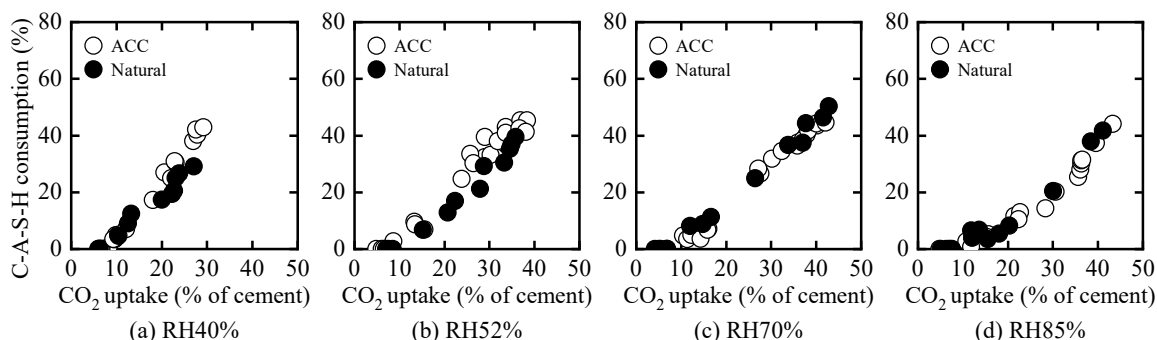 C-A-S-H consumption (%)
80
60
40
20
0
ACC
Natural
0 10 20 30 40 50
CO2 uptake (% of cement)
(a) RH40%
80
60
40
20
0
ACC
Natural
0 10 20 30 40 50
CO2 uptake (% of cement)
(b) RH52%
80
60
40
20
0
ACC
Natural
0 10 20 30 40 50
CO2 uptake (% of cement)
(c) RH70%
80
60
40
20
0
ACC
Natural
0 10 20 30 40 50
CO2 uptake (% of cement)
(d) RH85%